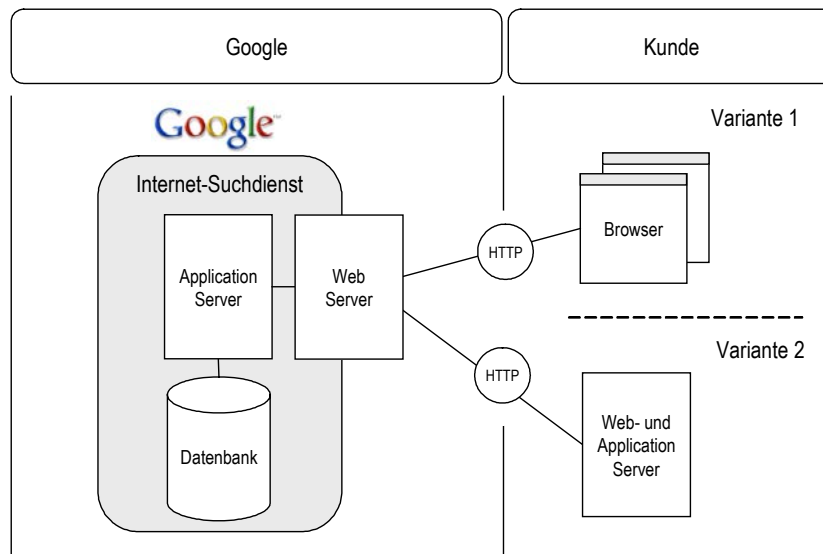 Google
Kunde
Google™
Variante 1
Internet-Suchdienst
Application
Server
Web
Server
HTTP
Browser
Variante 2
HTTP
Datenbank
Web- und
Application
Server